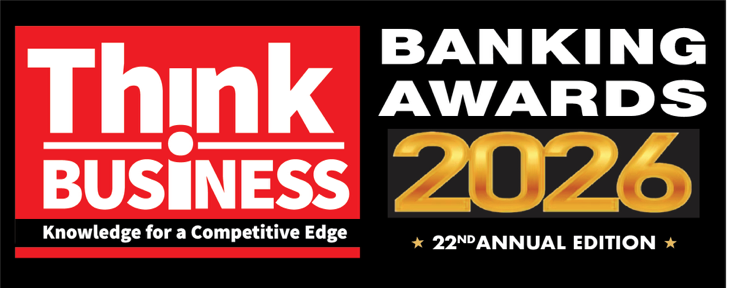 Think
BUSiNESS
Knowledge for a Competitive Edge
BANKING
AWARDS
2026
★ 22ND ANNUAL EDITION ★